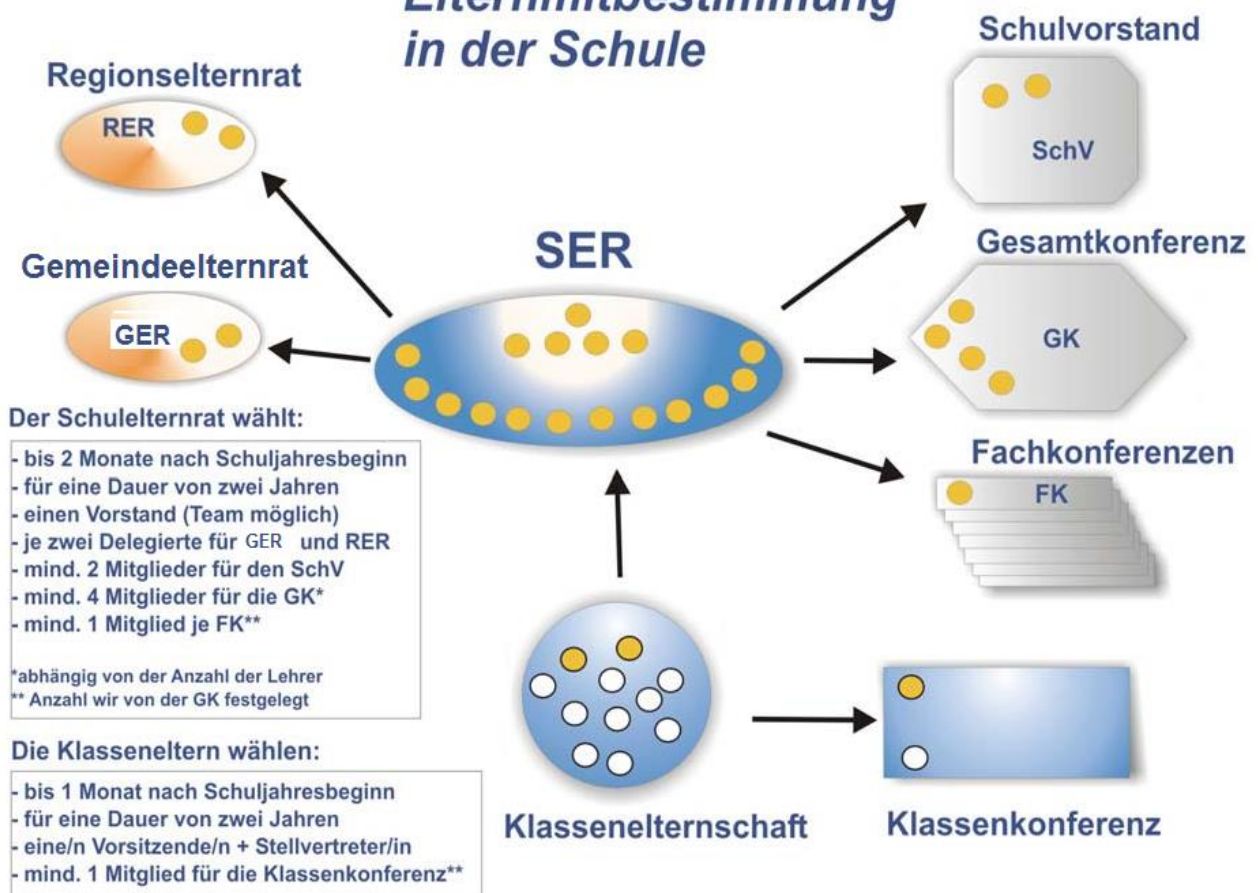 Elternmitbestimmung
in der Schule
Regionselternrat
RER
Gemeindeelternrat
GER
SER
Schulvorstand
SchV
Gesamtkonferenz
GK
Fachkonferenzen
FK
Der Schulelternrat wählt:
- bis 2 Monate nach Schuljahresbeginn
- für eine Dauer von zwei Jahren
- einen Vorstand (Team möglich)
- je zwei Delegierte für GER und RER
- mind. 2 Mitglieder für den SchV
- mind. 4 Mitglieder für die GK*
- mind. 1 Mitglied je FK**
*abhängig von der Anzahl der Lehrer
** Anzahl wir von der GK festgelegt
Die Klasseneltern wählen:
- bis 1 Monat nach Schuljahresbeginn
- für eine Dauer von zwei Jahren
- eine/n Vorsitzende/n + Stellvertreter/in
- mind. 1 Mitglied für die Klassenkonferenz**
Klassenelternschaft
Klassenkonferenz